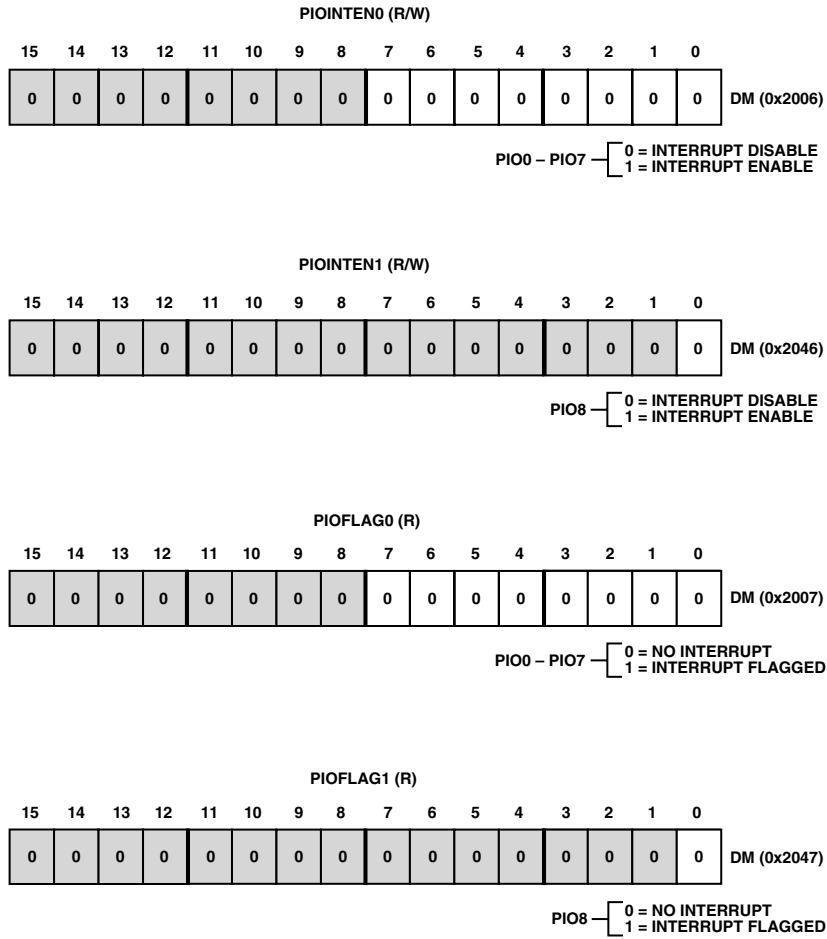 PIOINTEN0 (R/W)
15 14 13 12 11 10 9 8 7 6 5 4 3 2 1 0
0 0 0 0 0 0 0 0 0 0 0 0 0 0 0 0 DM (0x2006)
PIO0 – PIO7 0 = INTERRUPT DISABLE
1 = INTERRUPT ENABLE
PIOINTEN1 (R/W)
15 14 13 12 11 10 9 8 7 6 5 4 3 2 1 0
0 0 0 0 0 0 0 0 0 0 0 0 0 0 0 0 DM (0x2046)
PIO8 0 = INTERRUPT DISABLE
1 = INTERRUPT ENABLE
PIOFLAG0 (R)
15 14 13 12 11 10 9 8 7 6 5 4 3 2 1 0
0 0 0 0 0 0 0 0 0 0 0 0 0 0 0 0 DM (0x2007)
PIO0 – PIO7 0 = NO INTERRUPT
1 = INTERRUPT FLAGGED
PIOFLAG1 (R)
15 14 13 12 11 10 9 8 7 6 5 4 3 2 1 0
0 0 0 0 0 0 0 0 0 0 0 0 0 0 0 0 DM (0x2047)
PIO8 0 = NO INTERRUPT
1 = INTERRUPT FLAGGED